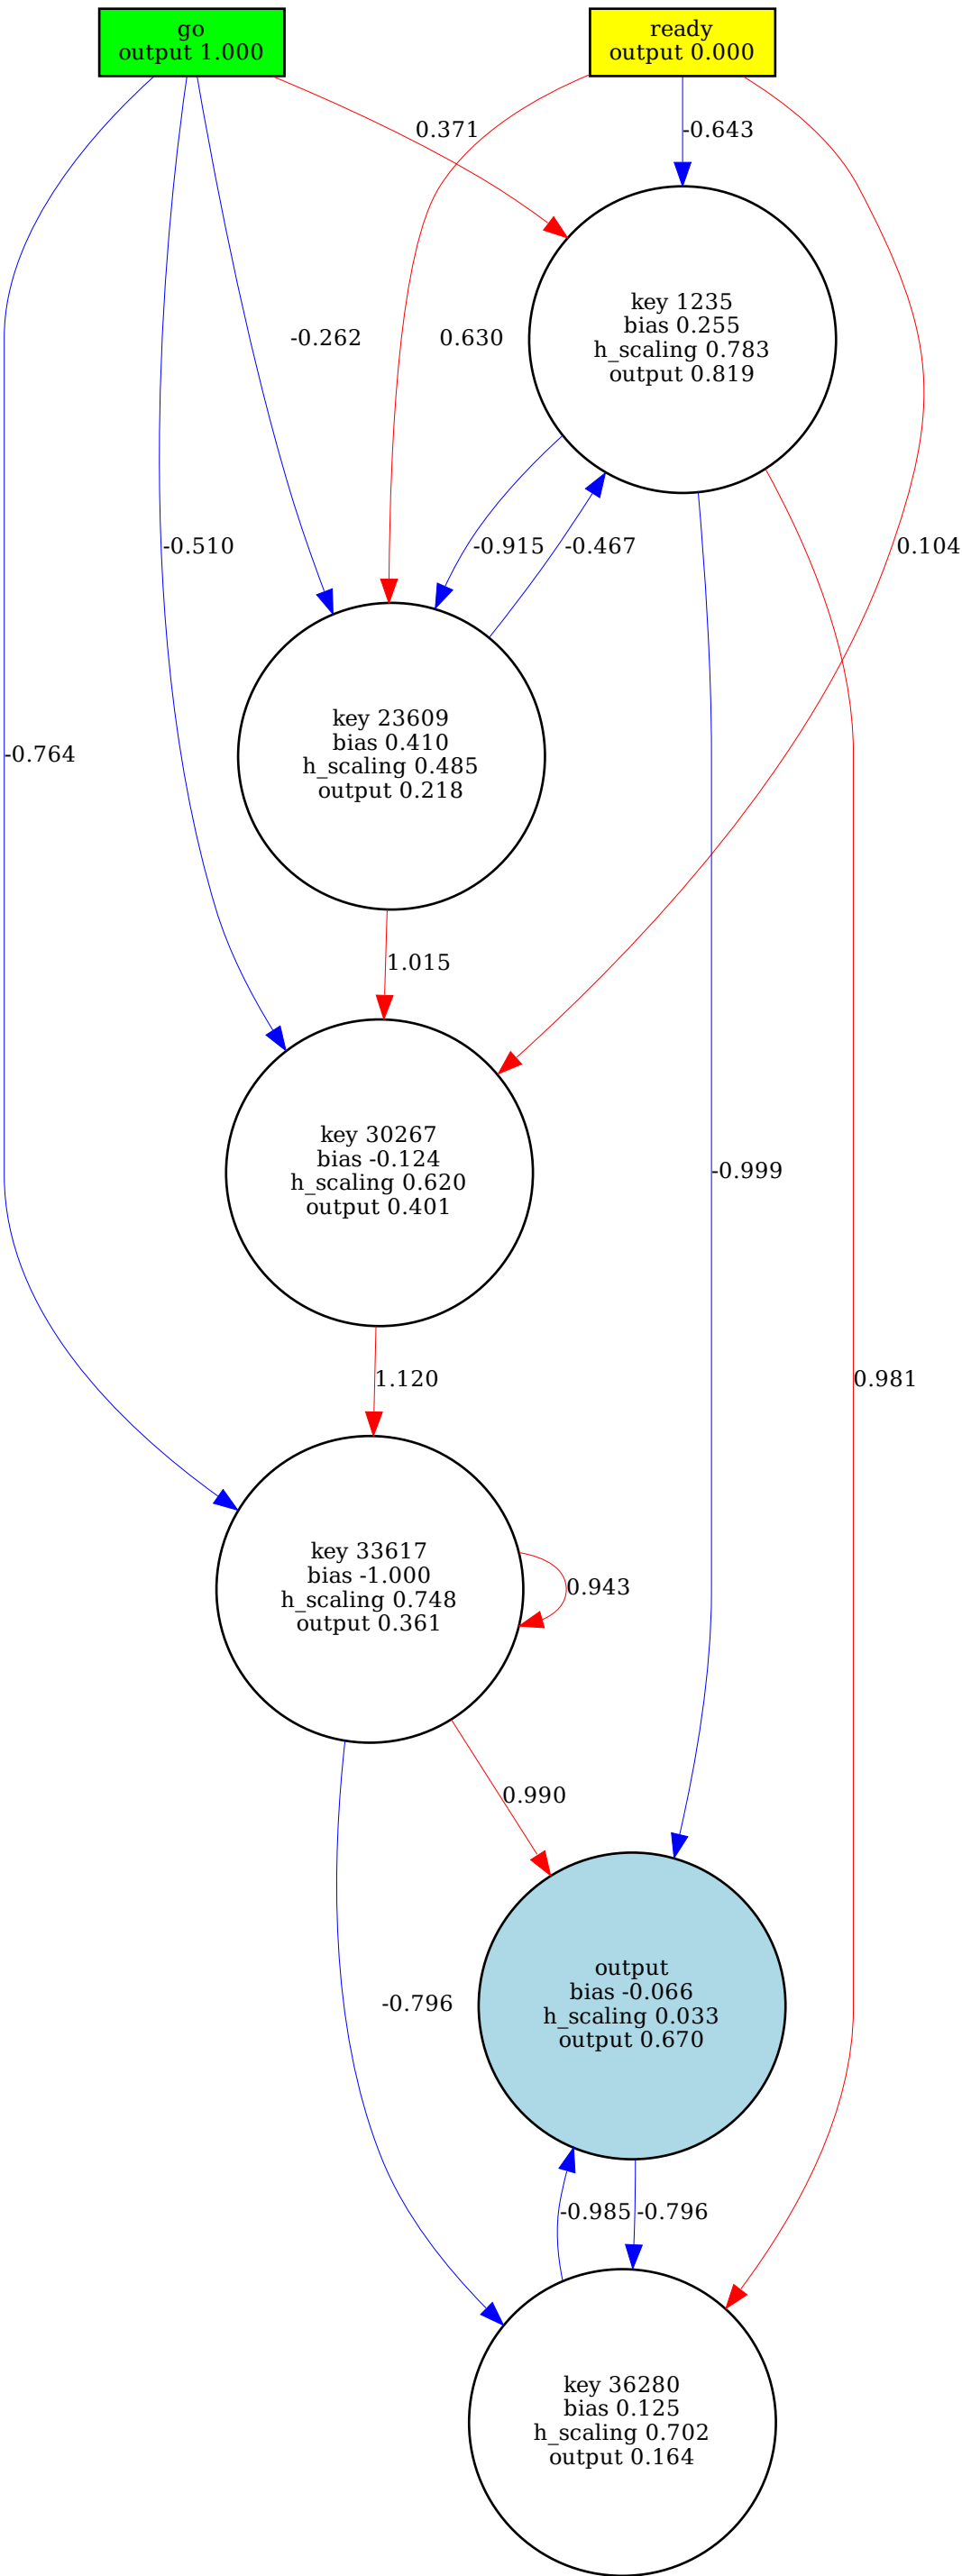 go
output 1.000
ready
output 0.000
0.371
-0.643
key 1235
bias 0.255
h_scaling 0.783
output 0.819
-0.262
0.630
-0.510
-0.915
-0.467
0.104
key 23609
bias 0.410
h_scaling 0.485
output 0.218
-0.764
1.015
key 30267
bias -0.124
h_scaling 0.620
output 0.401
-0.999
1.120
0.981
key 33617
bias -1.000
h_scaling 0.748
output 0.361
0.943
0.990
output
bias -0.066
h_scaling 0.033
output 0.670
-0.796
-0.985
-0.796
key 36280
bias 0.125
h_scaling 0.702
output 0.164